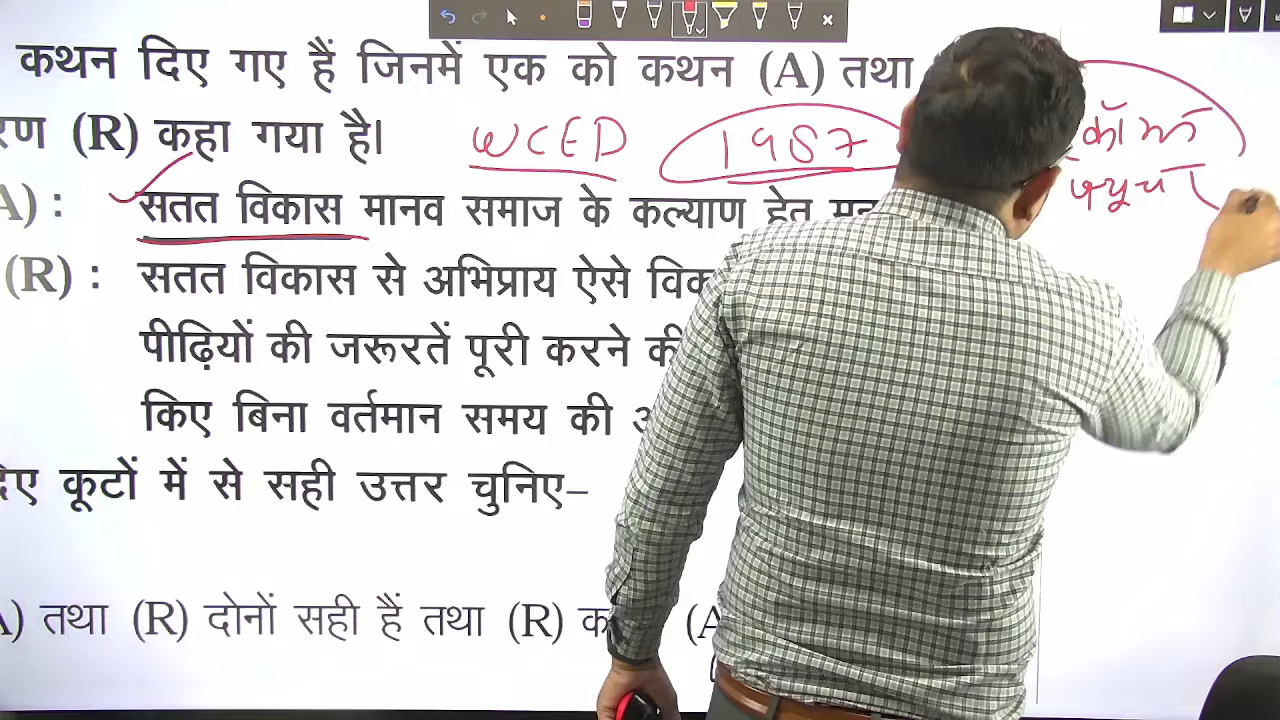 कथन दिए गए हैं जिनमें एक को कथन (A) तथा
रण (R) कहा गया है।
WCED 1987 कॉमन
फ्यूचर
A) : सतत विकास मानव समाज के कल्याण हेतु
(R) : सतत विकास से अभिप्राय ऐसे विक
पीढ़ियों की जरूरतें पूरी करने की
किए बिना वर्तमान समय की
दिए कूटों में से सही उत्तर चुनिए–
A) तथा (R) दोनों सही हैं तथा (R) क (A